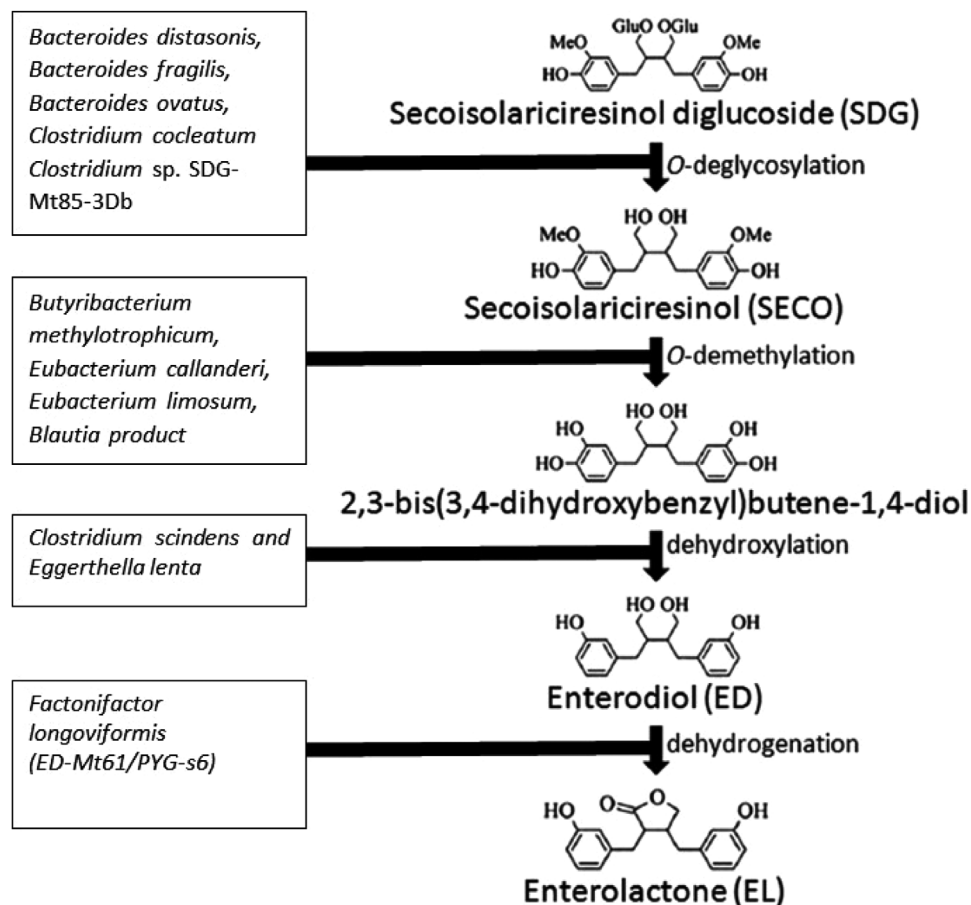 Bacteroides distasonis,
Bacteroides fragilis,
Bacteroides ovatus,
Clostridium cocleatum
Clostridium sp. SDG-
Mt85-3Db
GluO OGlu
MeO OMe
HO OH
Secoisolariciresinol diglucoside (SDG)
O-deglycosylation
HO OH
MeO OMe
HO OH
Secoisolariciresinol (SECO)
Butyribacterium
methylotrophicum,
Eubacterium callanderi,
Eubacterium limosum,
Blautia product
O-demethylation
HO OH
HO OH
HO OH
2,3-bis(3,4-dihydroxybenzyl)butene-1,4-diol
Clostridium scindens and
Eggerthella lenta
dehydroxylation
HO OH
HO OH
Enterodiol (ED)
Factonifactor
longoviformis
(ED-Mt61/PYG-s6)
dehydrogenation
HO O O OH
Enterolactone (EL)